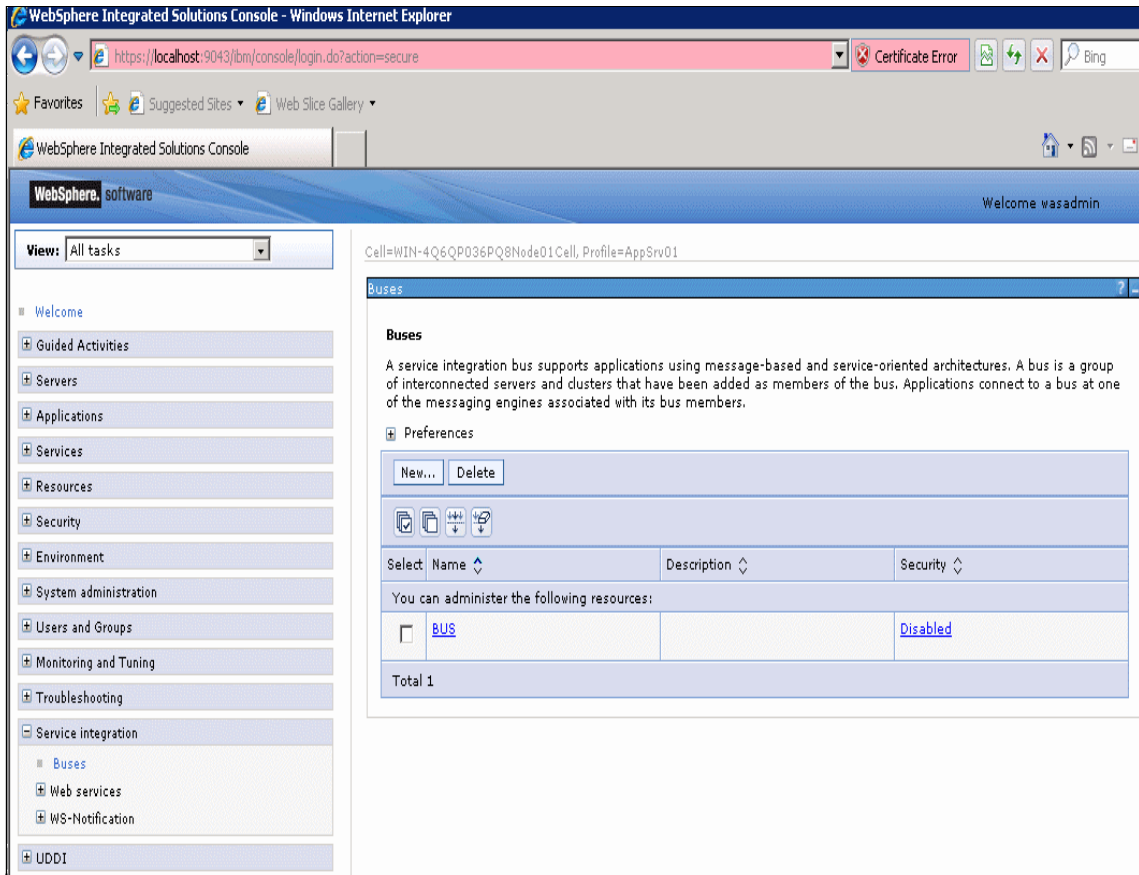 WebSphere Integrated Solutions Console - Windows Internet Explorer
https://localhost:9043/ibm/console/login.do?action=secure
Certificate Error
Bing
Favorites
Suggested Sites
Web Slice Gallery
WebSphere Integrated Solutions Console
WebSphere. software
Welcome wasadmin
View: All tasks
Cell=WIN-4Q6QP036PQ8Node01Cell, Profile=AppSrv01
Welcome
Guided Activities
Servers
Applications
Services
Resources
Security
Environment
System administration
Users and Groups
Monitoring and Tuning
Troubleshooting
Service integration
Buses
Web services
WS-Notification
UDDI
Buses ? -
Buses
A service integration bus supports applications using message-based and service-oriented architectures. A bus is a group
of interconnected servers and clusters that have been added as members of the bus. Applications connect to a bus at one
of the messaging engines associated with its bus members.
Preferences
New... Delete
Select Name Description Security
You can administer the following resources:
BUS Disabled
Total 1